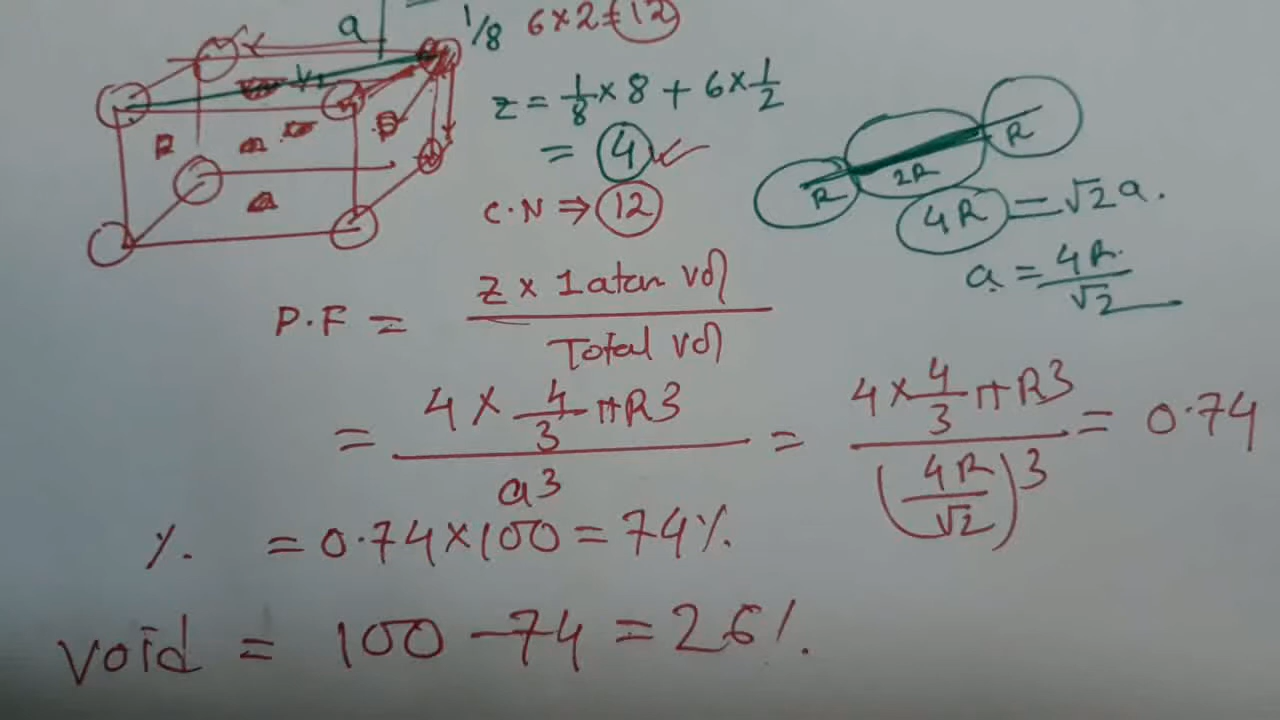 a
1/8 6×2=12
z = 1/8 × 8 + 6 × 1/2
= 4 ✓
C.N ⇒ 12
R 2R R
4R = √2 a.
a = 4R/√2
P.F = z × 1 atom vol / Total vol
= 4 × 4/3 πR3 / a3 = 4 × 4/3 πR3 / (4R/√2)3 = 0.74
% = 0.74×100 = 74%
void = 100 - 74 = 26%.